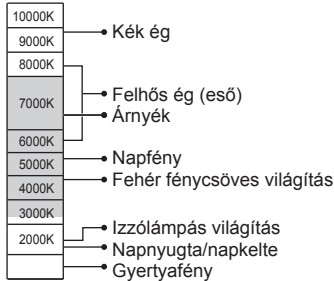 10000K
9000K
Kék ég
8000K
7000K
Felhős ég (eső)
Árnyék
6000K
5000K
Napfény
4000K
Fehér fénycsöves világítás
3000K
2000K
Izzólámpás világítás
Napnyugta/napkelte
Gyertyafény